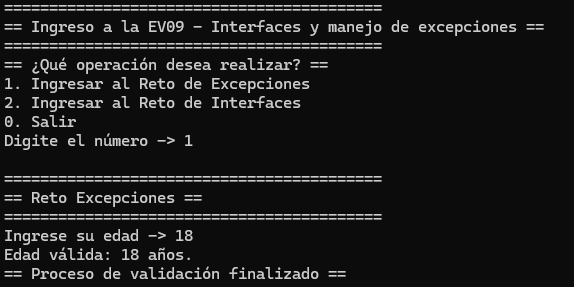 ==========================================
== Ingreso a la EV09 - Interfaces y manejo de excepciones ==
==========================================
== ¿Qué operación desea realizar? ==
1. Ingresar al Reto de Excepciones
2. Ingresar al Reto de Interfaces
0. Salir
Digite el número -> 1

==========================================
== Reto Excepciones ==
==========================================
Ingrese su edad -> 18
Edad válida: 18 años.
== Proceso de validación finalizado ==